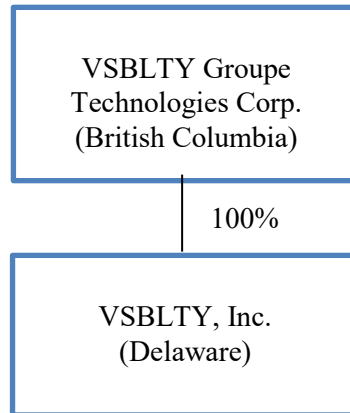 VSBLTY Groupe
Technologies Corp.
(British Columbia)
100%
VSBLTY, Inc.
(Delaware)